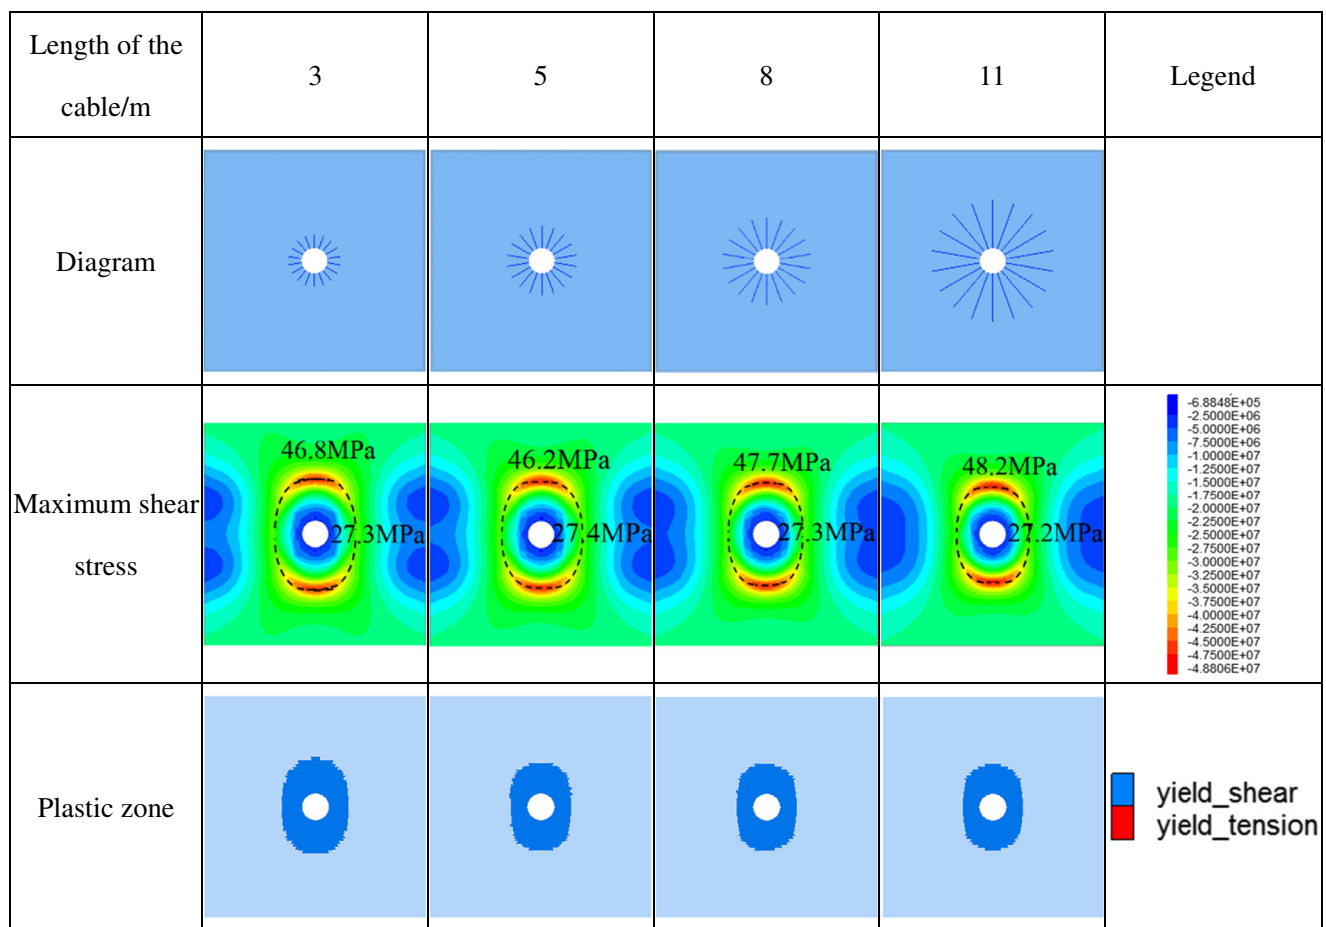 Length of the
cable/m
3
5
8
11
Legend
Diagram
Maximum shear
stress
46.8MPa
27.3MPa
46.2MPa
27.4MPa
47.7MPa
27.3MPa
48.2MPa
27.2MPa
-6.8848E+05
-2.5000E+06
-5.0000E+06
-7.5000E+06
-1.0000E+07
-1.2500E+07
-1.5000E+07
-1.7500E+07
-2.0000E+07
-2.2500E+07
-2.5000E+07
-2.7500E+07
-3.0000E+07
-3.2500E+07
-3.5000E+07
-3.7500E+07
-4.0000E+07
-4.2500E+07
-4.5000E+07
-4.7500E+07
-4.8806E+07
Plastic zone
yield_shear
yield_tension